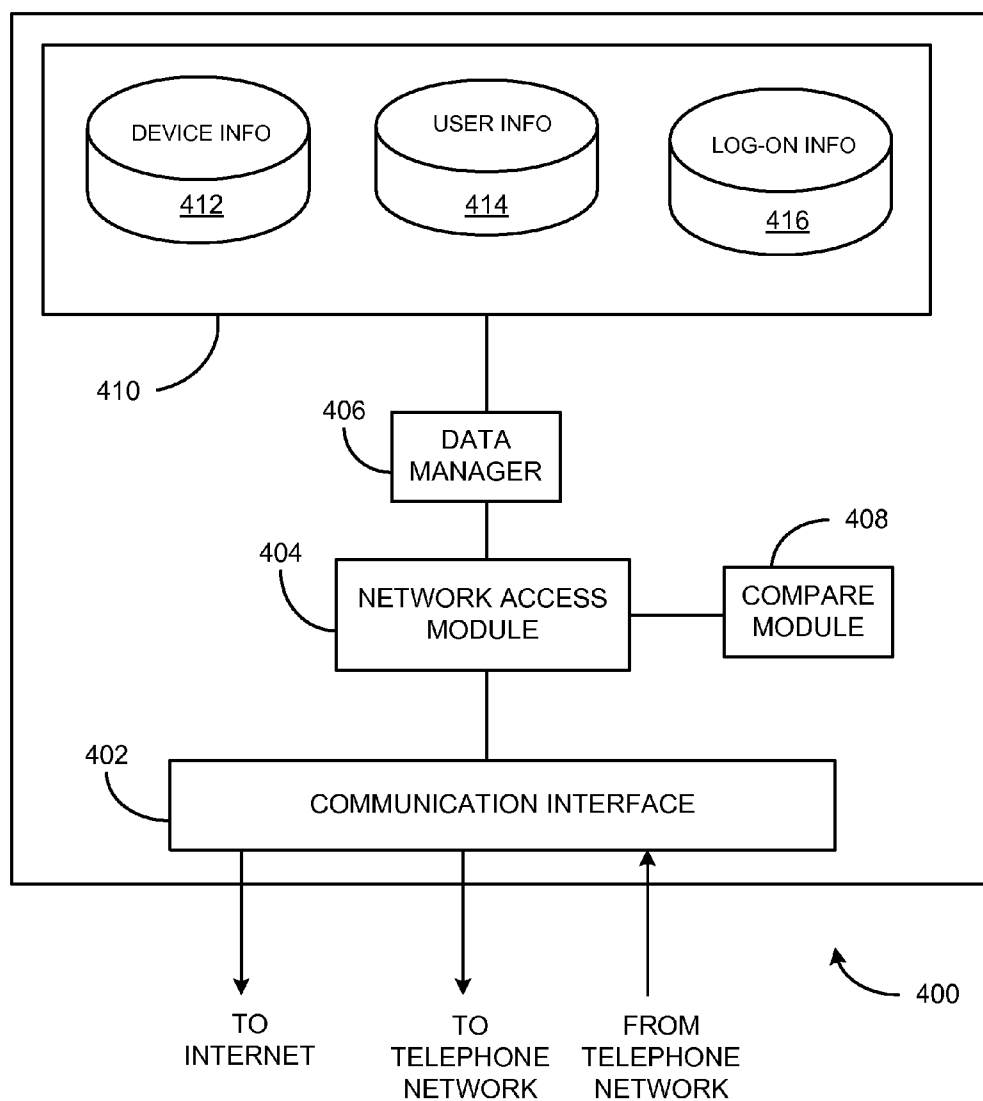 DEVICE INFO
412
USER INFO
414
LOG-ON INFO
416
410
406
DATA
MANAGER
408
404
NETWORK ACCESS
MODULE
COMPARE
MODULE
402
COMMUNICATION INTERFACE
400
TO
INTERNET
TO
TELEPHONE
NETWORK
FROM
TELEPHONE
NETWORK